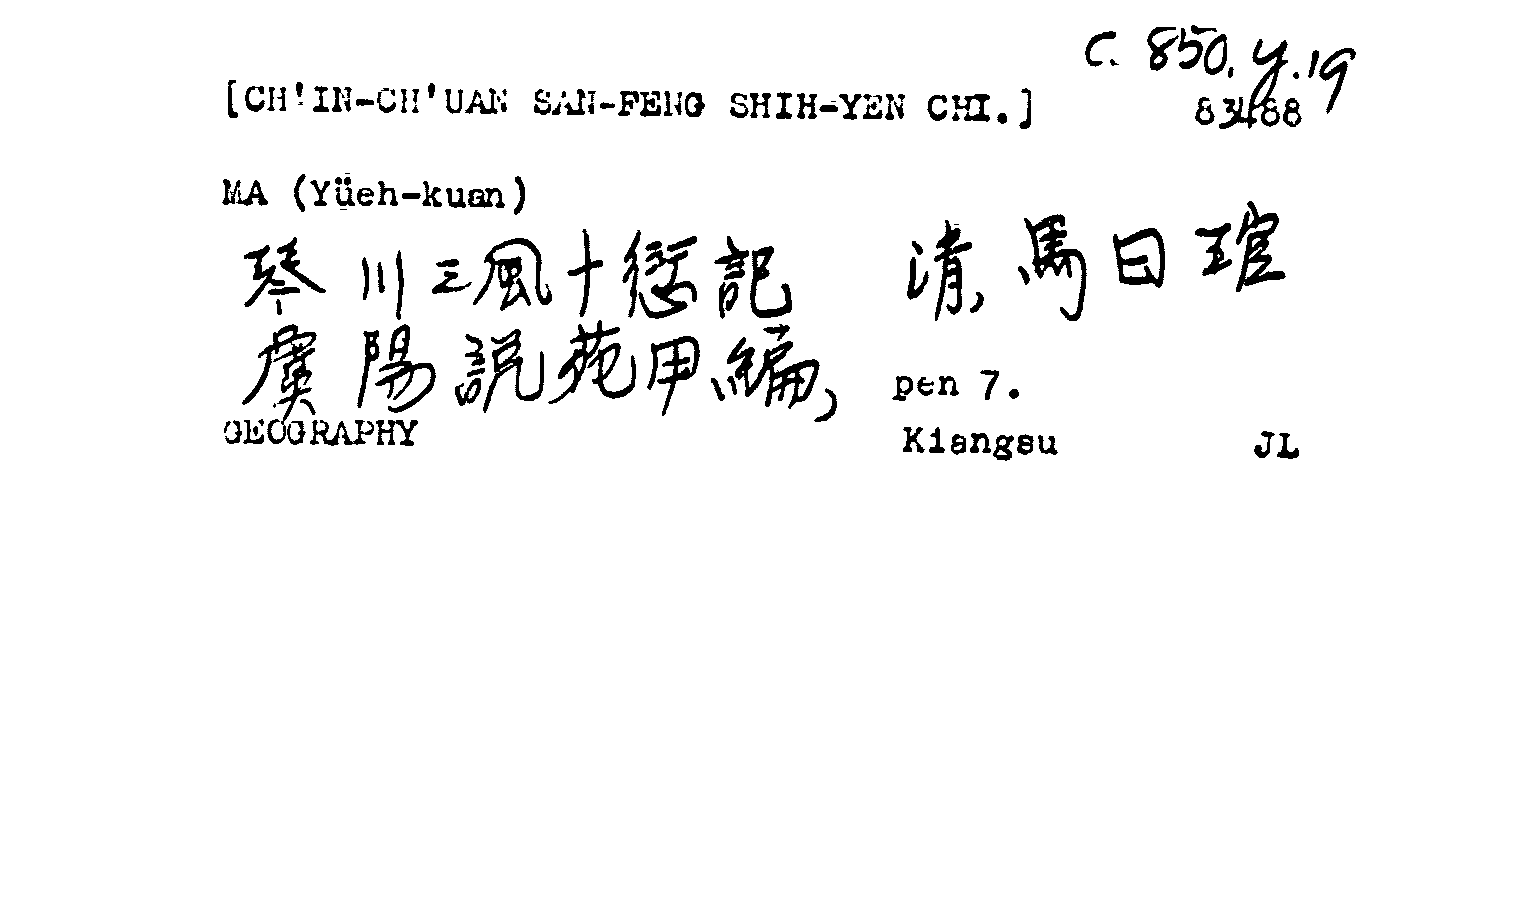 C. 850. y. 19
[CH'IN-CH'UAN SAN-FENG SHIH-YEN CHI.] 83488
MA (Yüeh-kuan)
琴川三風十愆記 清 馬日琯
虞陽說苑甲編, pen 7.
GEOGRAPHY Kiangsu JL